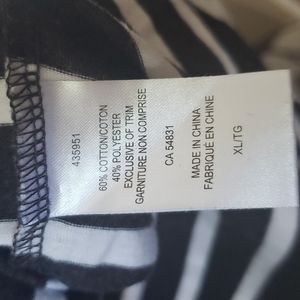 435951
60% COTTON/COTON
40% POLYESTER
EXCLUSIVE OF TRIM
GARNITURE NON COMPRISE
CA 54831
MADE IN CHINA
FABRIQUÉ EN CHINE
XL/TG